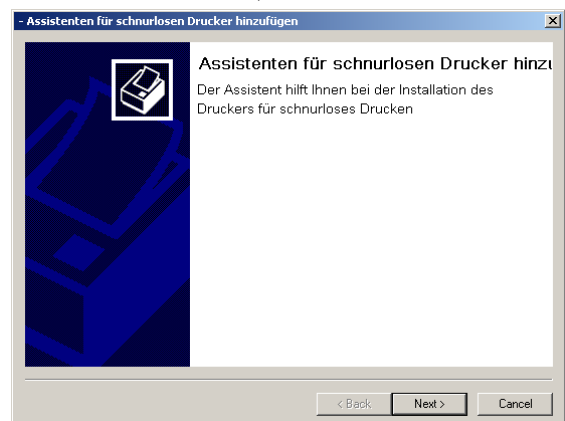 - Assistenten für schnurlosen Drucker hinzufügen
Assistenten für schnurlosen Drucker hinzu
Der Assistent hilft Ihnen bei der Installation des
Druckers für schnurloses Drucken
< Back
Next >
Cancel